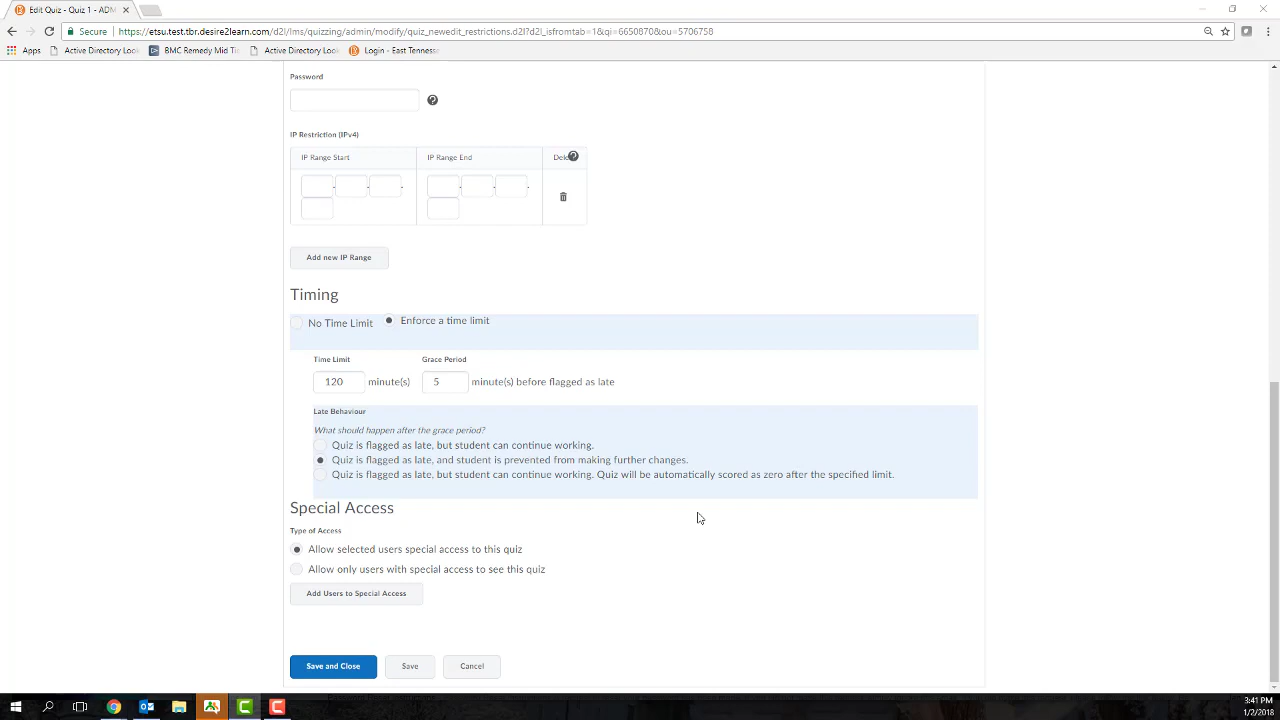 Edit Quiz - Quiz 1 - ADM
Secure
https://etsu.test.tbr.desire2learn.com/d2l/lms/quizzing/admin/modify/quiz_newedit_restrictions.d2l?d2l_isfromtab=1&qi=6650870&ou=5706758
Apps
Active Directory Loo
BMC Remedy Mid Tie
Active Directory Loo
Login - East Tenness
Password
IP Restriction (IPv4)
IP Range Start
IP Range End
Add new IP Range
Timing
No Time Limit
Enforce a time limit
Time Limit
Grace Period
120 minute(s)
5 minute(s) before flagged as late
Late Behaviour
What should happen after the grace period?
Quiz is flagged as late, but student can continue working.
Quiz is flagged as late, and student is prevented from making further changes.
Quiz is flagged as late, but student can continue working. Quiz will be automatically scored as zero after the specified limit.
Special Access
Type of Access
Allow selected users special access to this quiz
Allow only users with special access to see this quiz
Add Users to Special Access
Save and Close
Save
Cancel
3:41 PM
1/2/2018